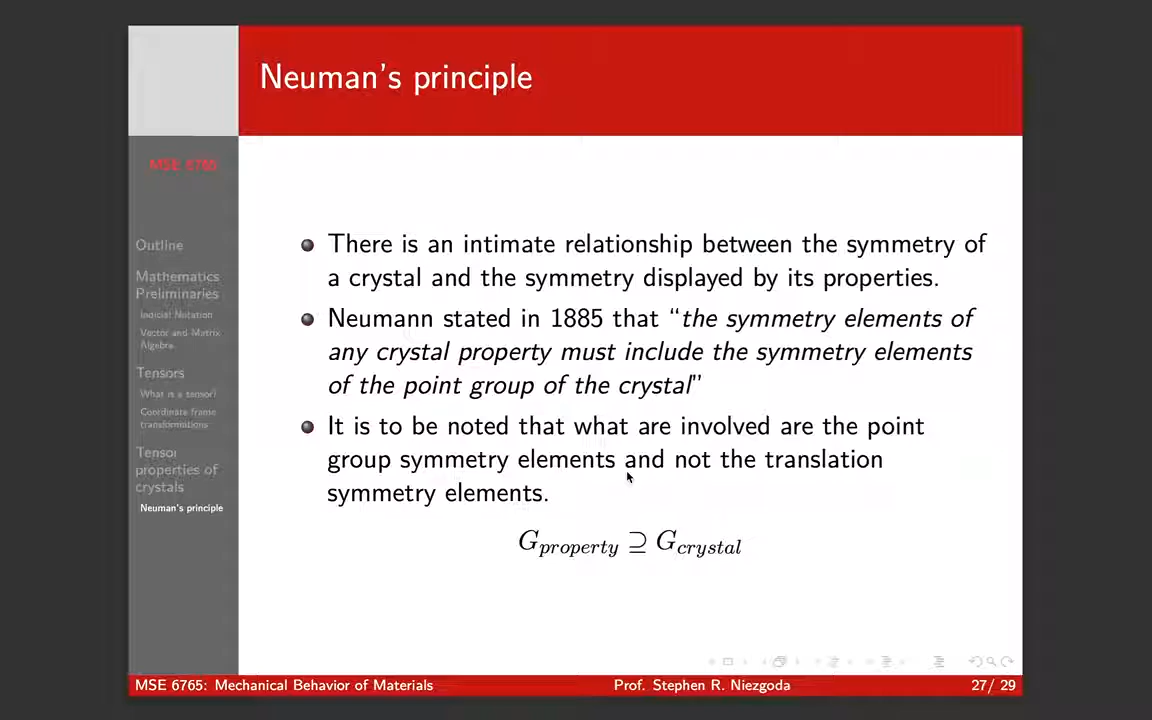 Neuman's principle
MSE 6765
Outline
Mathematics
Preliminaries
Indicial Notation
Vector and Matrix
Algebra
Tensors
What is a tensor?
Coordinate frame
transformations
Tensor
properties of
crystals
Neuman's principle
There is an intimate relationship between the symmetry of
a crystal and the symmetry displayed by its properties.
Neumann stated in 1885 that “the symmetry elements of
any crystal property must include the symmetry elements
of the point group of the crystal”
It is to be noted that what are involved are the point
group symmetry elements and not the translation
symmetry elements.
G_{property} ⊇ G_{crystal}
MSE 6765: Mechanical Behavior of Materials
Prof. Stephen R. Niezgoda
27/ 29